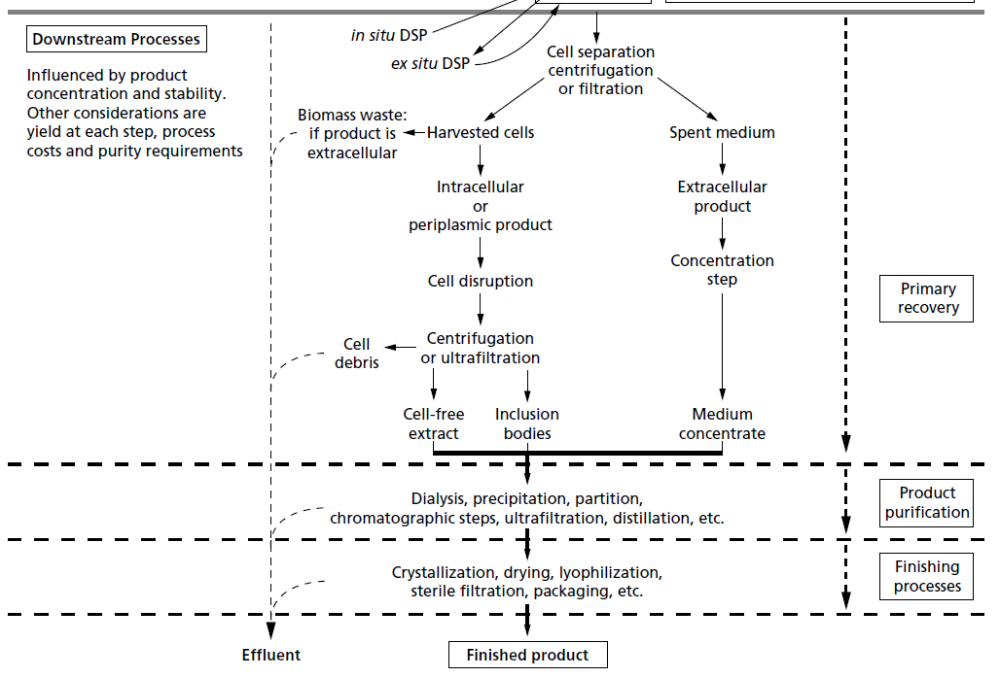 Downstream Processes
Influenced by product
concentration and stability.
Other considerations are
yield at each step, process
costs and purity requirements
in situ DSP
ex situ DSP
Cell separation
centrifugation
or filtration
Biomass waste:
if product is
extracellular
Harvested cells
Spent medium
Intracellular
or
periplasmic product
Extracellular
product
Cell disruption
Concentration
step
Primary
recovery
Cell
debris
Centrifugation
or ultrafiltration
Cell-free
extract
Inclusion
bodies
Medium
concentrate
Dialysis, precipitation, partition,
chromatographic steps, ultrafiltration, distillation, etc.
Product
purification
Crystallization, drying, lyophilization,
sterile filtration, packaging, etc.
Finishing
processes
Effluent
Finished product